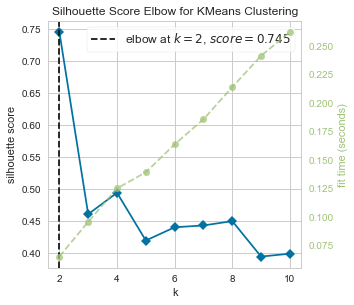 Silhouette Score Elbow for KMeans Clustering
elbow at k = 2, score = 0.745
silhouette score
0.75
0.70
0.65
0.60
0.55
0.50
0.45
0.40
2 4 6 8 10
k
fit time (seconds)
0.250
0.225
0.200
0.175
0.150
0.125
0.100
0.075